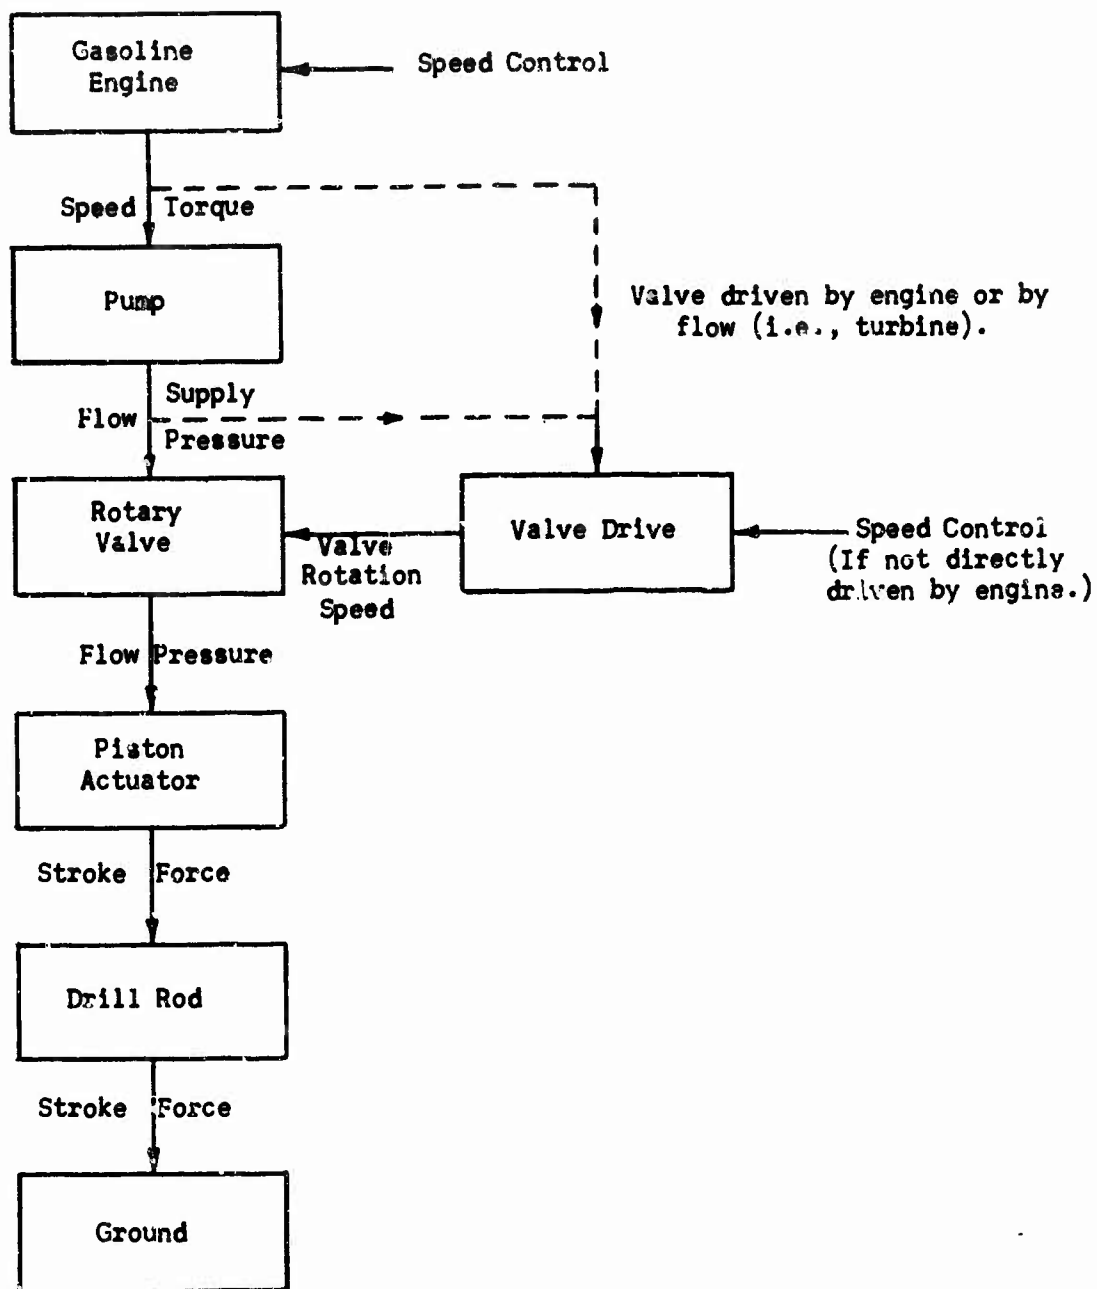 Gasoline
Engine
Speed Control
Speed Torque
Pump
Valve driven by engine or by
flow (i.e., turbine).
Supply
Flow
Pressure
Rotary
Valve
Valve Drive
Speed Control
(If not directly
driven by engine.)
Valve
Rotation
Speed
Flow Pressure
Piston
Actuator
Stroke Force
Drill Rod
Stroke Force
Ground